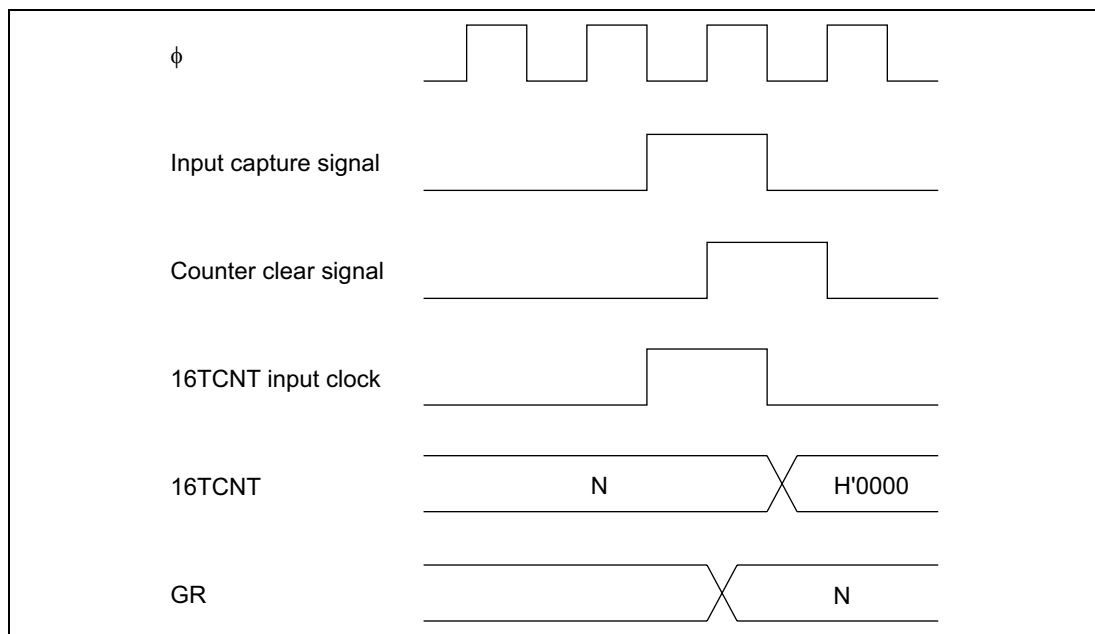 ϕ
Input capture signal
Counter clear signal
16TCNT input clock
16TCNT N H'0000
GR N